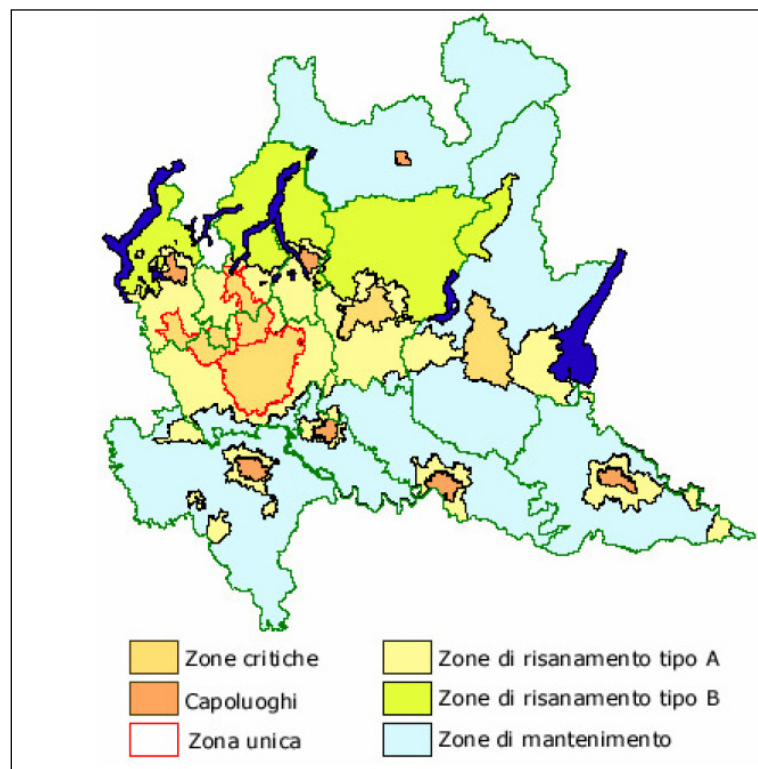 Zone critiche
Capoluoghi
Zona unica
Zone di risanamento tipo A
Zone di risanamento tipo B
Zone di mantenimento